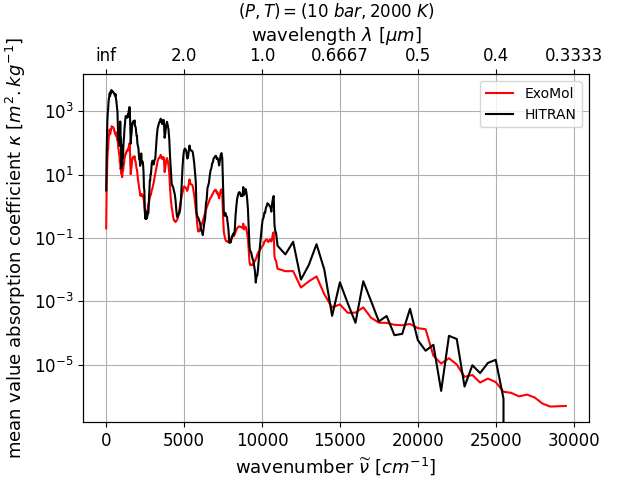 (P, T) = (10 bar, 2000 K)
wavelength λ [μm]
inf 2.0 1.0 0.6667 0.5 0.4 0.3333
ExoMol
HITRAN
mean value absorption coefficient κ [m².kg⁻¹]
10³
10¹
10⁻¹
10⁻³
10⁻⁵
0 5000 10000 15000 20000 25000 30000
wavenumber ν̃ [cm⁻¹]